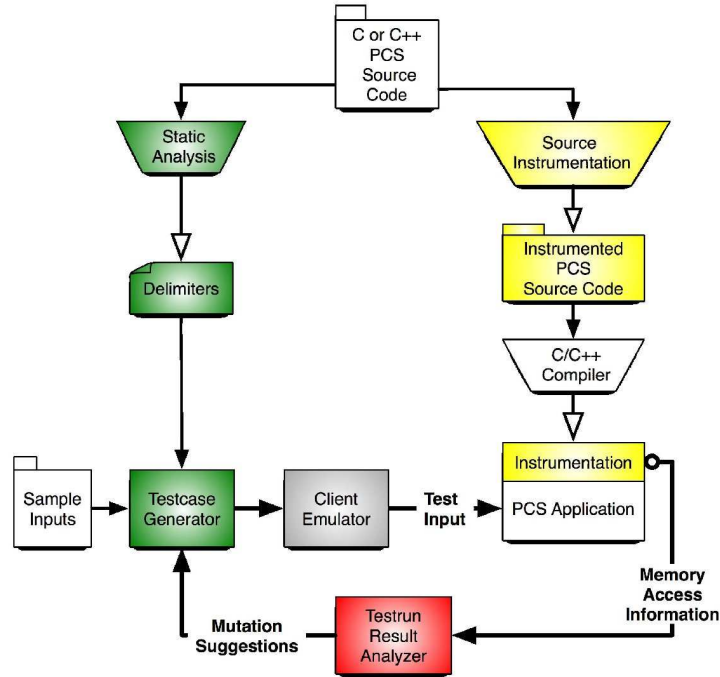 C or C++
PCS
Source
Code
Static
Analysis
Source
Instrumentation
Delimiters
Instrumented
PCS
Source Code
C/C++
Compiler
Sample
Inputs
Testcase
Generator
Client
Emulator
Test
Input
Instrumentation
PCS Application
Memory
Access
Information
Mutation
Suggestions
Testrun
Result
Analyzer